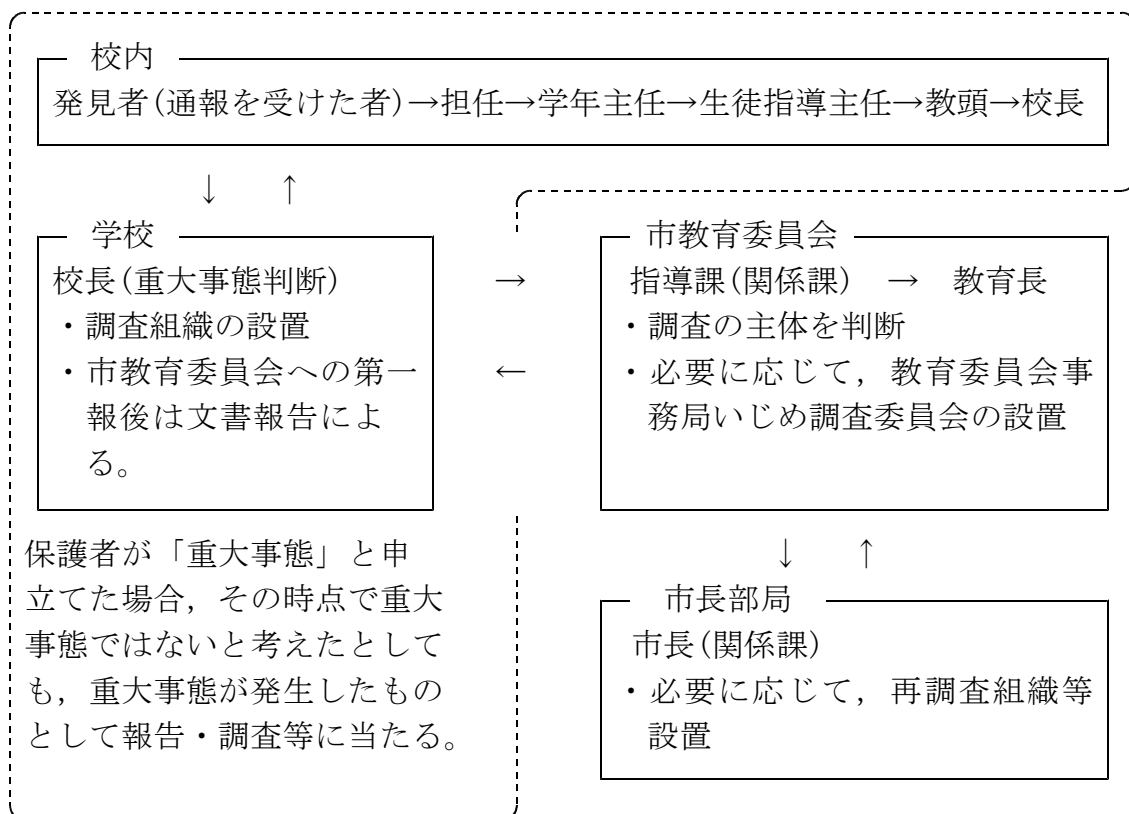 校内
発見者(通報を受けた者)→担任→学年主任→生徒指導主任→教頭→校長
↓ ↑
学校
校長(重大事態判断)
・調査組織の設置
・市教育委員会への第一
報後は文書報告によ
る。
→
←
市教育委員会
指導課(関係課) → 教育長
・調査の主体を判断
・必要に応じて，教育委員会事
務局いじめ調査委員会の設置
保護者が「重大事態」と申
立てた場合，その時点で重大
事態ではないと考えたとして
も，重大事態が発生したもの
として報告・調査等に当たる。
↓ ↑
市長部局
市長(関係課)
・必要に応じて，再調査組織等
設置